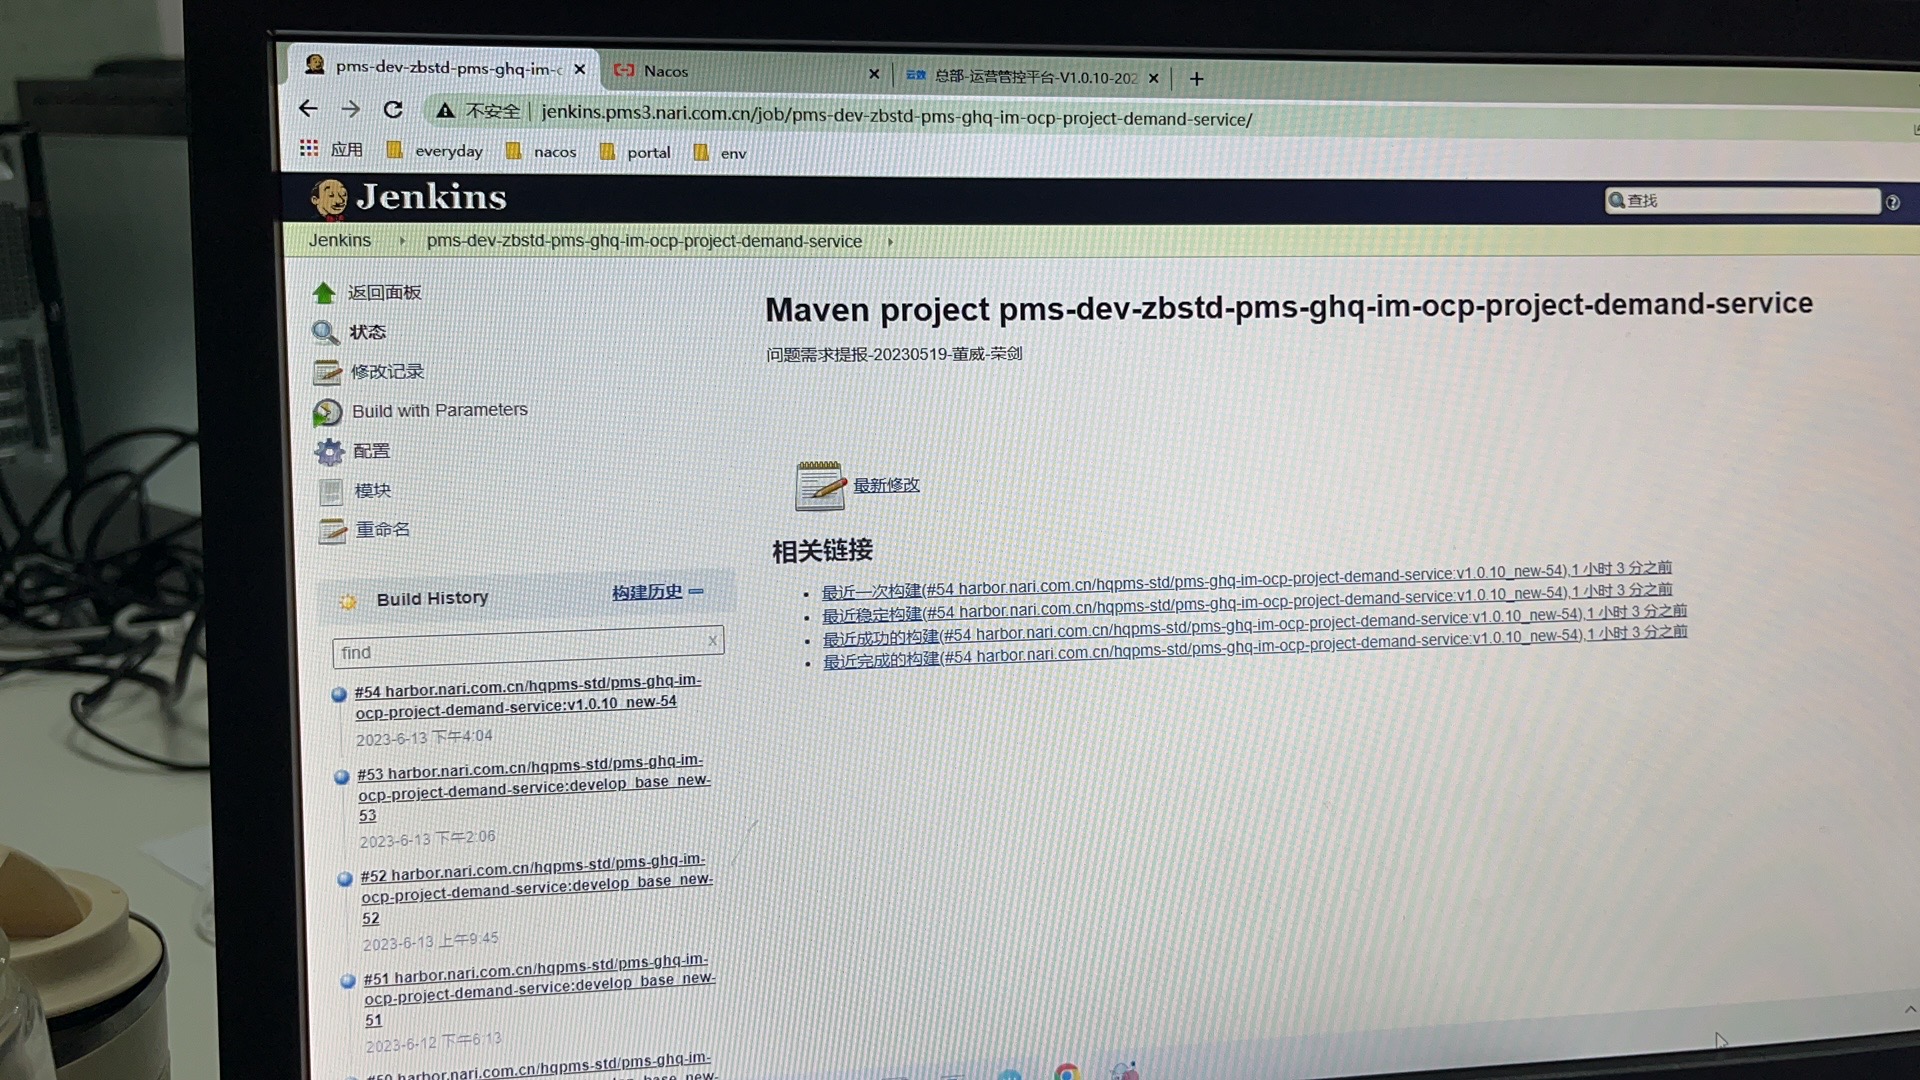 pms-dev-zbstd-pms-ghq-im-
Nacos
云效 总部-运营管控平台-V1.0.10-202
不安全 jenkins.pms3.nari.com.cn/job/pms-dev-zbstd-pms-ghq-im-ocp-project-demand-service/
应用 everyday nacos portal env
Jenkins
查找
Jenkins pms-dev-zbstd-pms-ghq-im-ocp-project-demand-service
返回面板
状态
修改记录
Build with Parameters
配置
模块
重命名
Maven project pms-dev-zbstd-pms-ghq-im-ocp-project-demand-service
问题需求提报-20230519-董威-荣剑
最新修改
相关链接
最近一次构建(#54 harbor.nari.com.cn/hqpms-std/pms-ghq-im-ocp-project-demand-service:v1.0.10_new-54),1 小时 3 分之前
最近稳定构建(#54 harbor.nari.com.cn/hqpms-std/pms-ghq-im-ocp-project-demand-service:v1.0.10_new-54),1 小时 3 分之前
最近成功的构建(#54 harbor.nari.com.cn/hqpms-std/pms-ghq-im-ocp-project-demand-service:v1.0.10_new-54),1 小时 3 分之前
最近完成的构建(#54 harbor.nari.com.cn/hqpms-std/pms-ghq-im-ocp-project-demand-service:v1.0.10_new-54),1 小时 3 分之前
Build History 构建历史
find x
#54 harbor.nari.com.cn/hqpms-std/pms-ghq-im-
ocp-project-demand-service:v1.0.10_new-54
2023-6-13 下午4:04
#53 harbor.nari.com.cn/hqpms-std/pms-ghq-im-
ocp-project-demand-service:develop_base_new-
53
2023-6-13 下午2:06
#52 harbor.nari.com.cn/hqpms-std/pms-ghq-im-
ocp-project-demand-service:develop_base_new-
52
2023-6-13 上午9:45
#51 harbor.nari.com.cn/hqpms-std/pms-ghq-im-
ocp-project-demand-service:develop_base_new-
51
2023-6-12 下午6:13
#50 harbor.nari.com.cn/hqpms-std/pms-ghq-im-